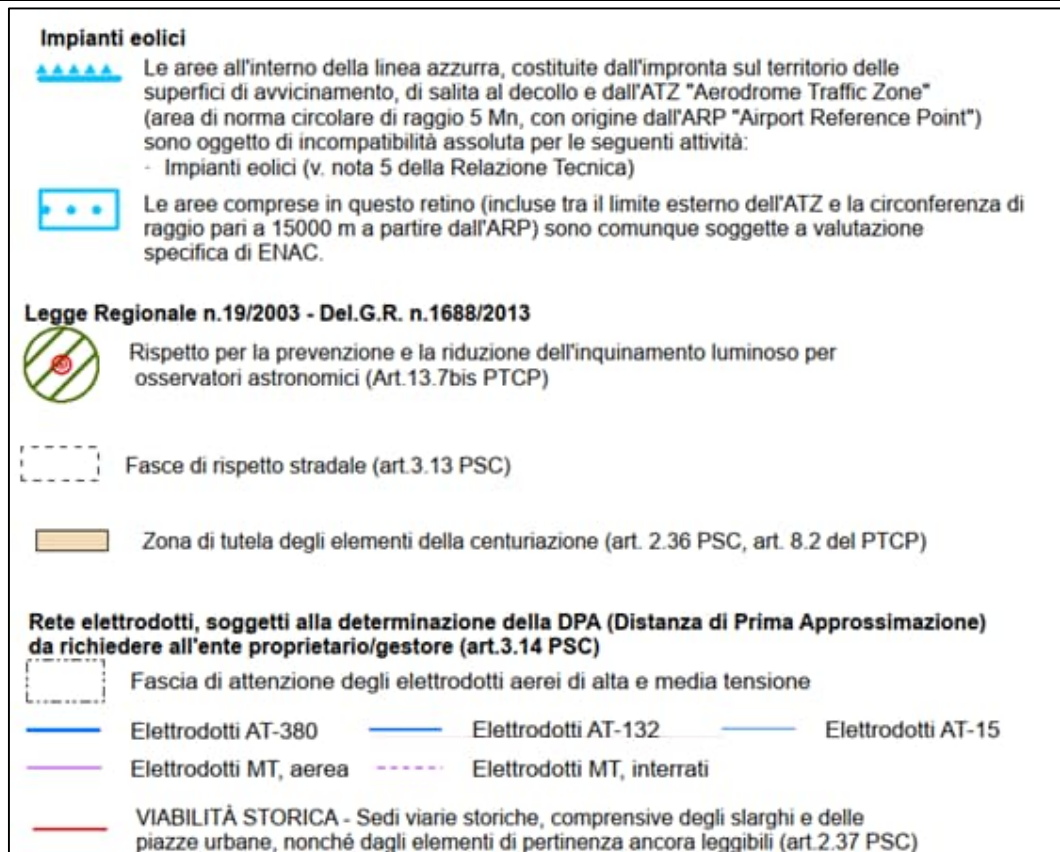 Impianti eolici
Le aree all'interno della linea azzurra, costituite dall'impronta sul territorio delle
superfici di avvicinamento, di salita al decollo e dall'ATZ "Aerodrome Traffic Zone"
(area di norma circolare di raggio 5 Mn, con origine dall'ARP "Airport Reference Point")
sono oggetto di incompatibilità assoluta per le seguenti attività:
- Impianti eolici (v. nota 5 della Relazione Tecnica)
Le aree comprese in questo retino (incluse tra il limite esterno dell'ATZ e la circonferenza di
raggio pari a 15000 m a partire dall'ARP) sono comunque soggette a valutazione
specifica di ENAC.
Legge Regionale n.19/2003 - Del.G.R. n.1688/2013
Rispetto per la prevenzione e la riduzione dell'inquinamento luminoso per
osservatori astronomici (Art.13.7bis PTCP)
Fasce di rispetto stradale (art.3.13 PSC)
Zona di tutela degli elementi della centuriazione (art. 2.36 PSC, art. 8.2 del PTCP)
Rete elettrodotti, soggetti alla determinazione della DPA (Distanza di Prima Approssimazione)
da richiedere all'ente proprietario/gestore (art.3.14 PSC)
Fascia di attenzione degli elettrodotti aerei di alta e media tensione
Elettrodotti AT-380 Elettrodotti AT-132 Elettrodotti AT-15
Elettrodotti MT, aerea Elettrodotti MT, interrati
VIABILITÀ STORICA - Sedi viarie storiche, comprensive degli slarghi e delle
piazze urbane, nonché dagli elementi di pertinenza ancora leggibili (art.2.37 PSC)